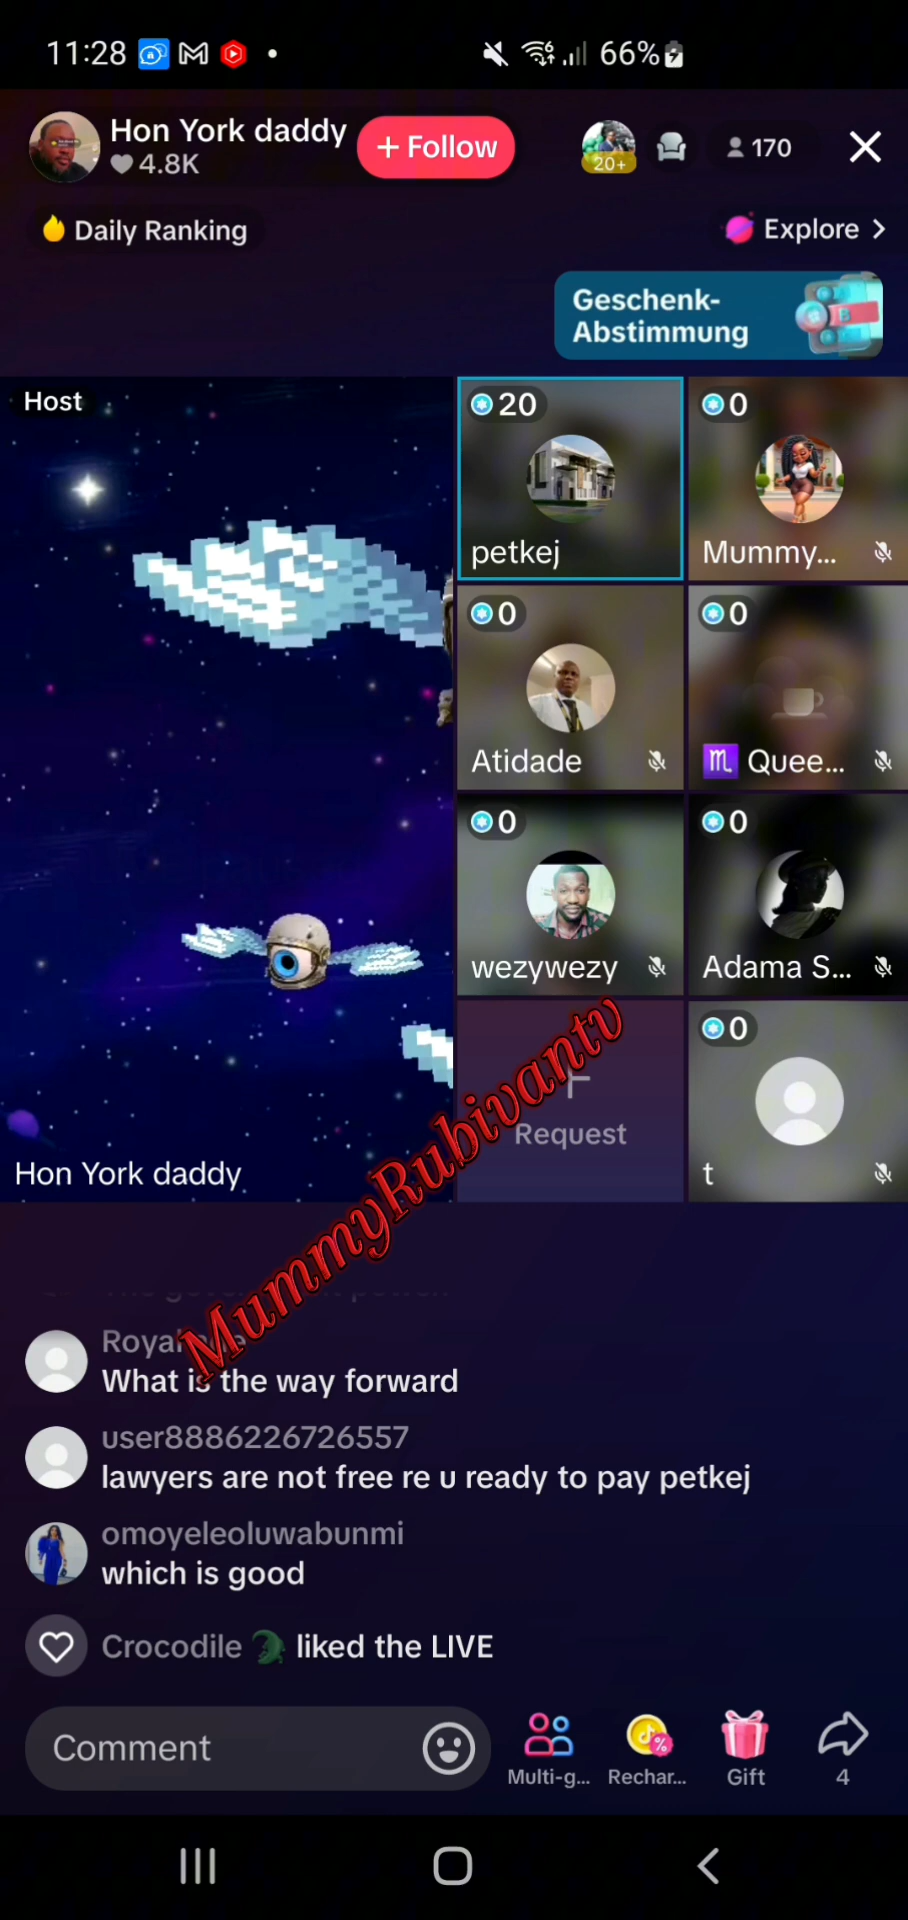 11:28
66%
Hon York daddy
4.8K
+ Follow
20+
170
Daily Ranking
Explore
Geschenk-
Abstimmung
Host
20
petkej
0
Mummy...
0
Atidade
0
Quee...
0
wezywezy
0
Adama S...
Request
0
t
Hon York daddy
MummyRubivantv
What is the way forward
user8886226726557
lawyers are not free re u ready to pay petkej
omoyeleoluwabunmi
which is good
Crocodile 🐊 liked the LIVE
Comment
Multi-g...
Rechar...
Gift
4